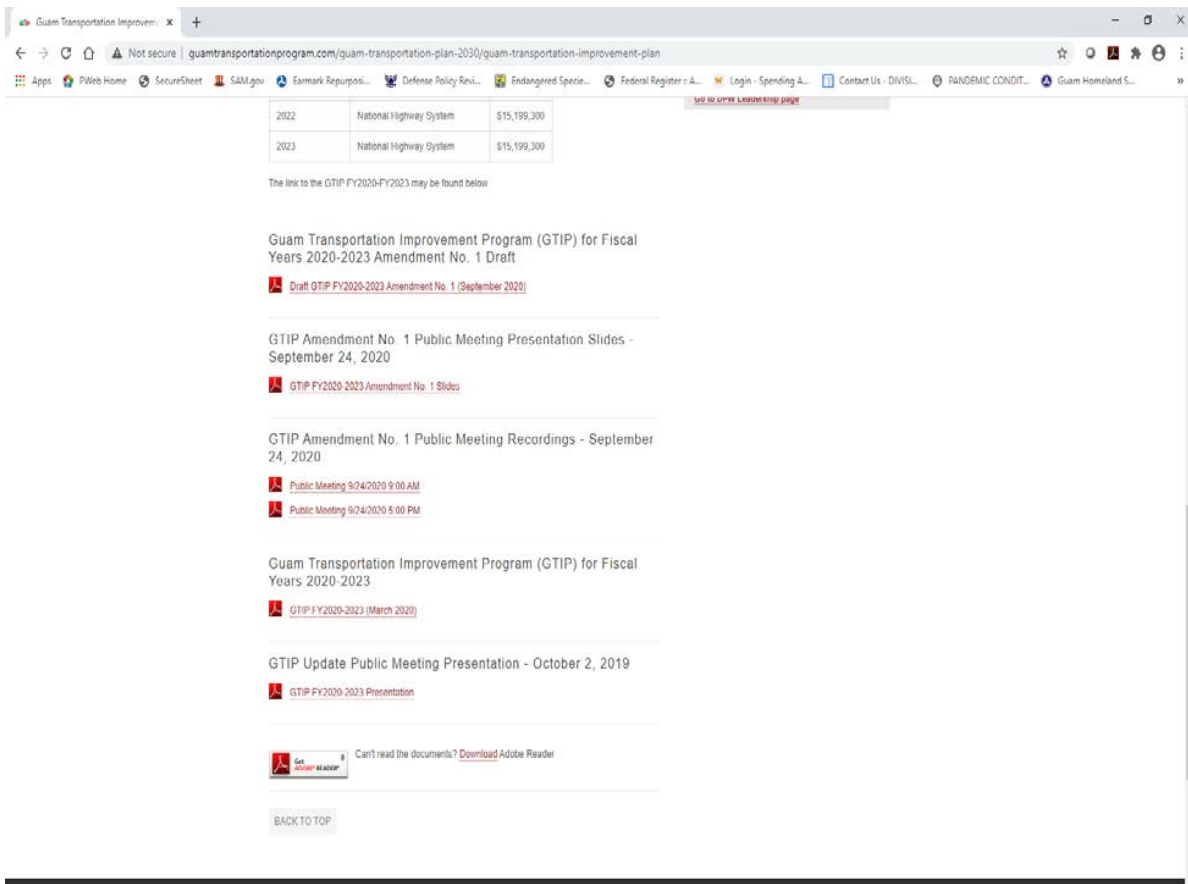 Guam Transportation Improvem
Not secure | guamtransportationprogram.com/guam-transportation-plan-2030/guam-transportation-improvement-plan
Apps PWeb Home SecureSheet SAM.gov Earmark Repurposi... Defense Policy Revi... Endangered Specie... Federal Register : A... Login - Spending A... Contact Us - DIVISI... PANDEMIC CONDIT... Guam Homeland S...
Go to DPW Leadership page
2022 National Highway System $15,199,300
2023 National Highway System $15,199,300
The link to the GTIP FY2020-FY2023 may be found below
Guam Transportation Improvement Program (GTIP) for Fiscal
Years 2020-2023 Amendment No. 1 Draft
Draft GTIP FY2020-2023 Amendment No. 1 (September 2020)
GTIP Amendment No. 1 Public Meeting Presentation Slides -
September 24, 2020
GTIP FY2020-2023 Amendment No. 1 Slides
GTIP Amendment No. 1 Public Meeting Recordings - September
24, 2020
Public Meeting 9/24/2020 9:00 AM
Public Meeting 9/24/2020 5:00 PM
Guam Transportation Improvement Program (GTIP) for Fiscal
Years 2020-2023
GTIP FY2020-2023 (March 2020)
GTIP Update Public Meeting Presentation - October 2, 2019
GTIP FY2020-2023 Presentation
Get
ADOBE® READER®
Can't read the documents? Download Adobe Reader
BACK TO TOP